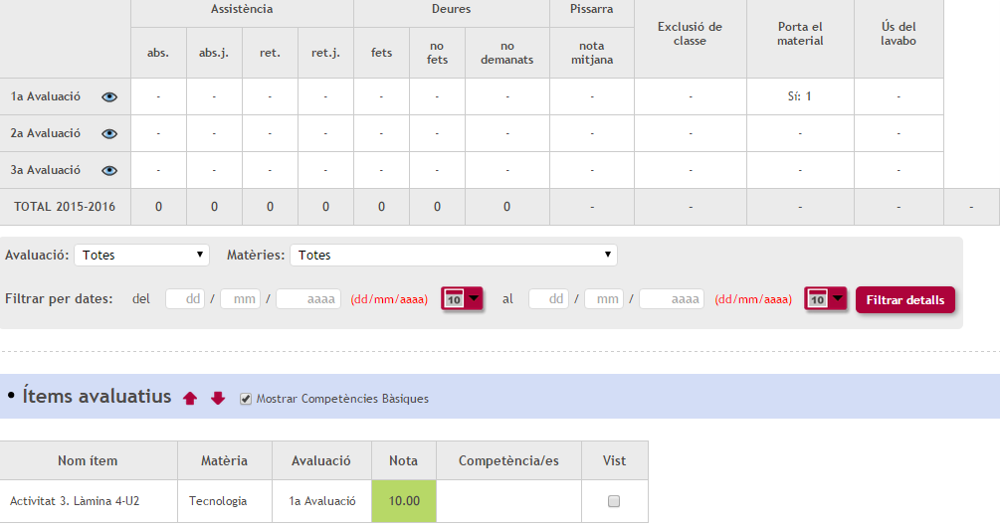 Assistència Deures Pissarra Exclusió de classe Porta el material Ús del lavabo
abs. abs.j. ret. ret.j. fets no fets no demanats nota mitjana
1a Avaluació - - - - - - - - - Sí: 1 -
2a Avaluació - - - - - - - - - - -
3a Avaluació - - - - - - - - - - -
TOTAL 2015-2016 0 0 0 0 0 0 0 - - - - -
Avaluació: Totes Matèries: Totes
Filtrar per dates: del dd / mm / aaaa (dd/mm/aaaa) 10 al dd / mm / aaaa (dd/mm/aaaa) 10 Filtrar detalls
• Ítems avaluatius Mostrar Competències Bàsiques
Nom ítem Matèria Avaluació Nota Competència/es Vist
Activitat 3. Làmina 4-U2 Tecnologia 1a Avaluació 10.00